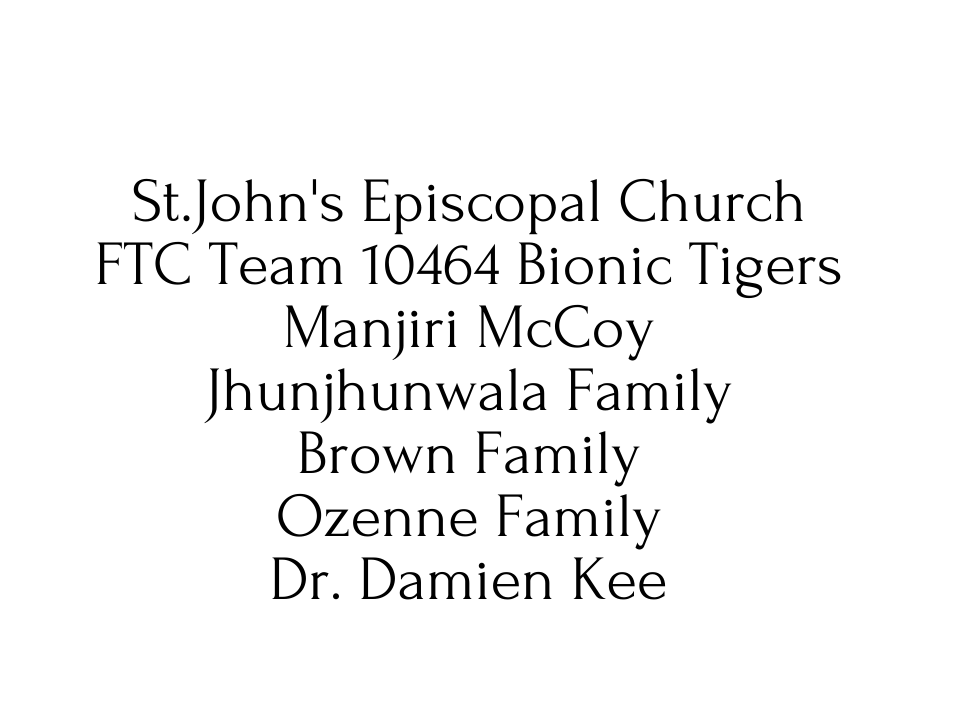 St.John's Episcopal Church
FTC Team 10464 Bionic Tigers
Manjiri McCoy
Jhunjhunwala Family
Brown Family
Ozenne Family
Dr. Damien Kee